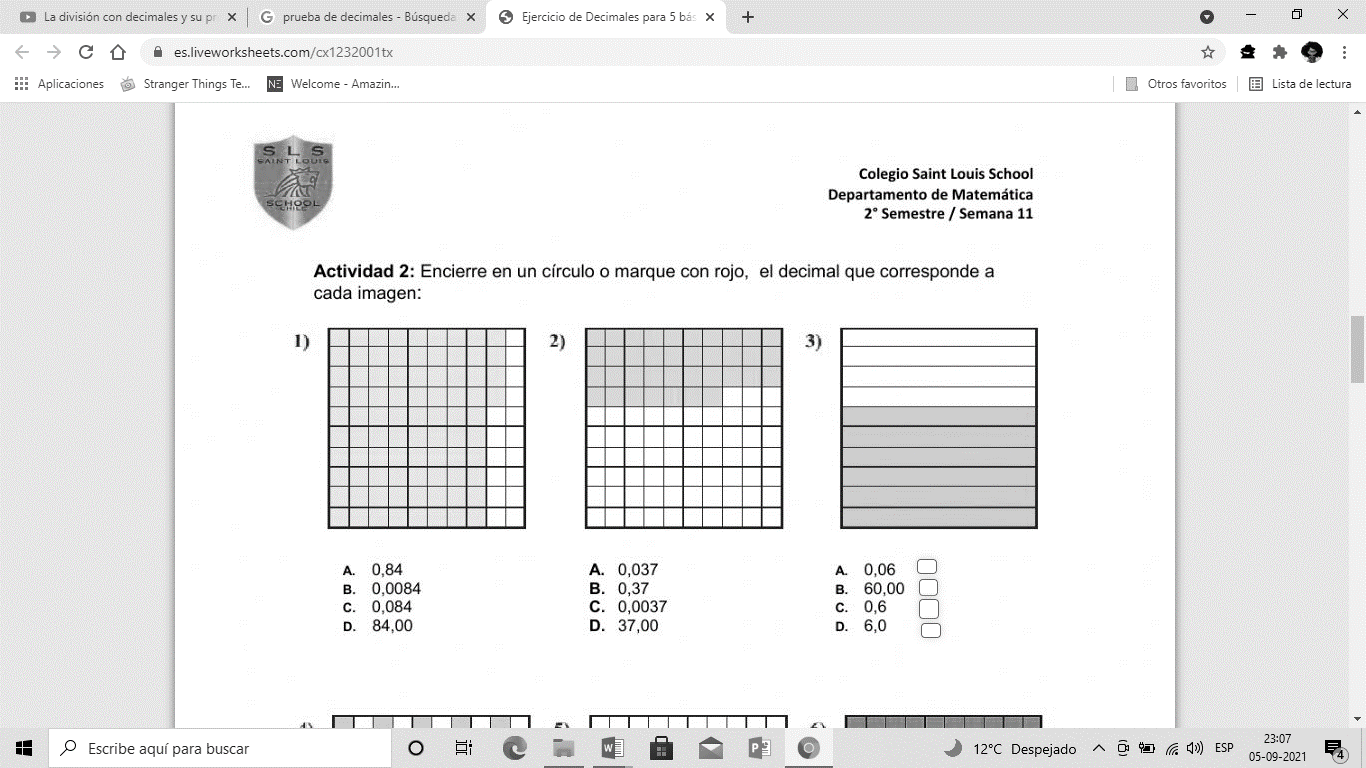 La división con decimales y su pr
prueba de decimales - Búsqueda
Ejercicio de Decimales para 5 bás
es.liveworksheets.com/cx1232001tx
Aplicaciones
Stranger Things Te...
NE Welcome - Amazin...
Otros favoritos
Lista de lectura
SLS
SAINT LOUIS
SCHOOL
CHILE
Colegio Saint Louis School
Departamento de Matemática
2° Semestre / Semana 11
Actividad 2: Encierre en un círculo o marque con rojo, el decimal que corresponde a
cada imagen:
1)
2)
3)
A. 0,84
B. 0,0084
C. 0,084
D. 84,00
A. 0,037
B. 0,37
C. 0,0037
D. 37,00
A. 0,06
B. 60,00
C. 0,6
D. 6,0
4)
5)
6)
Escribe aquí para buscar
12°C Despejado
ESP
23:07
05-09-2021
4